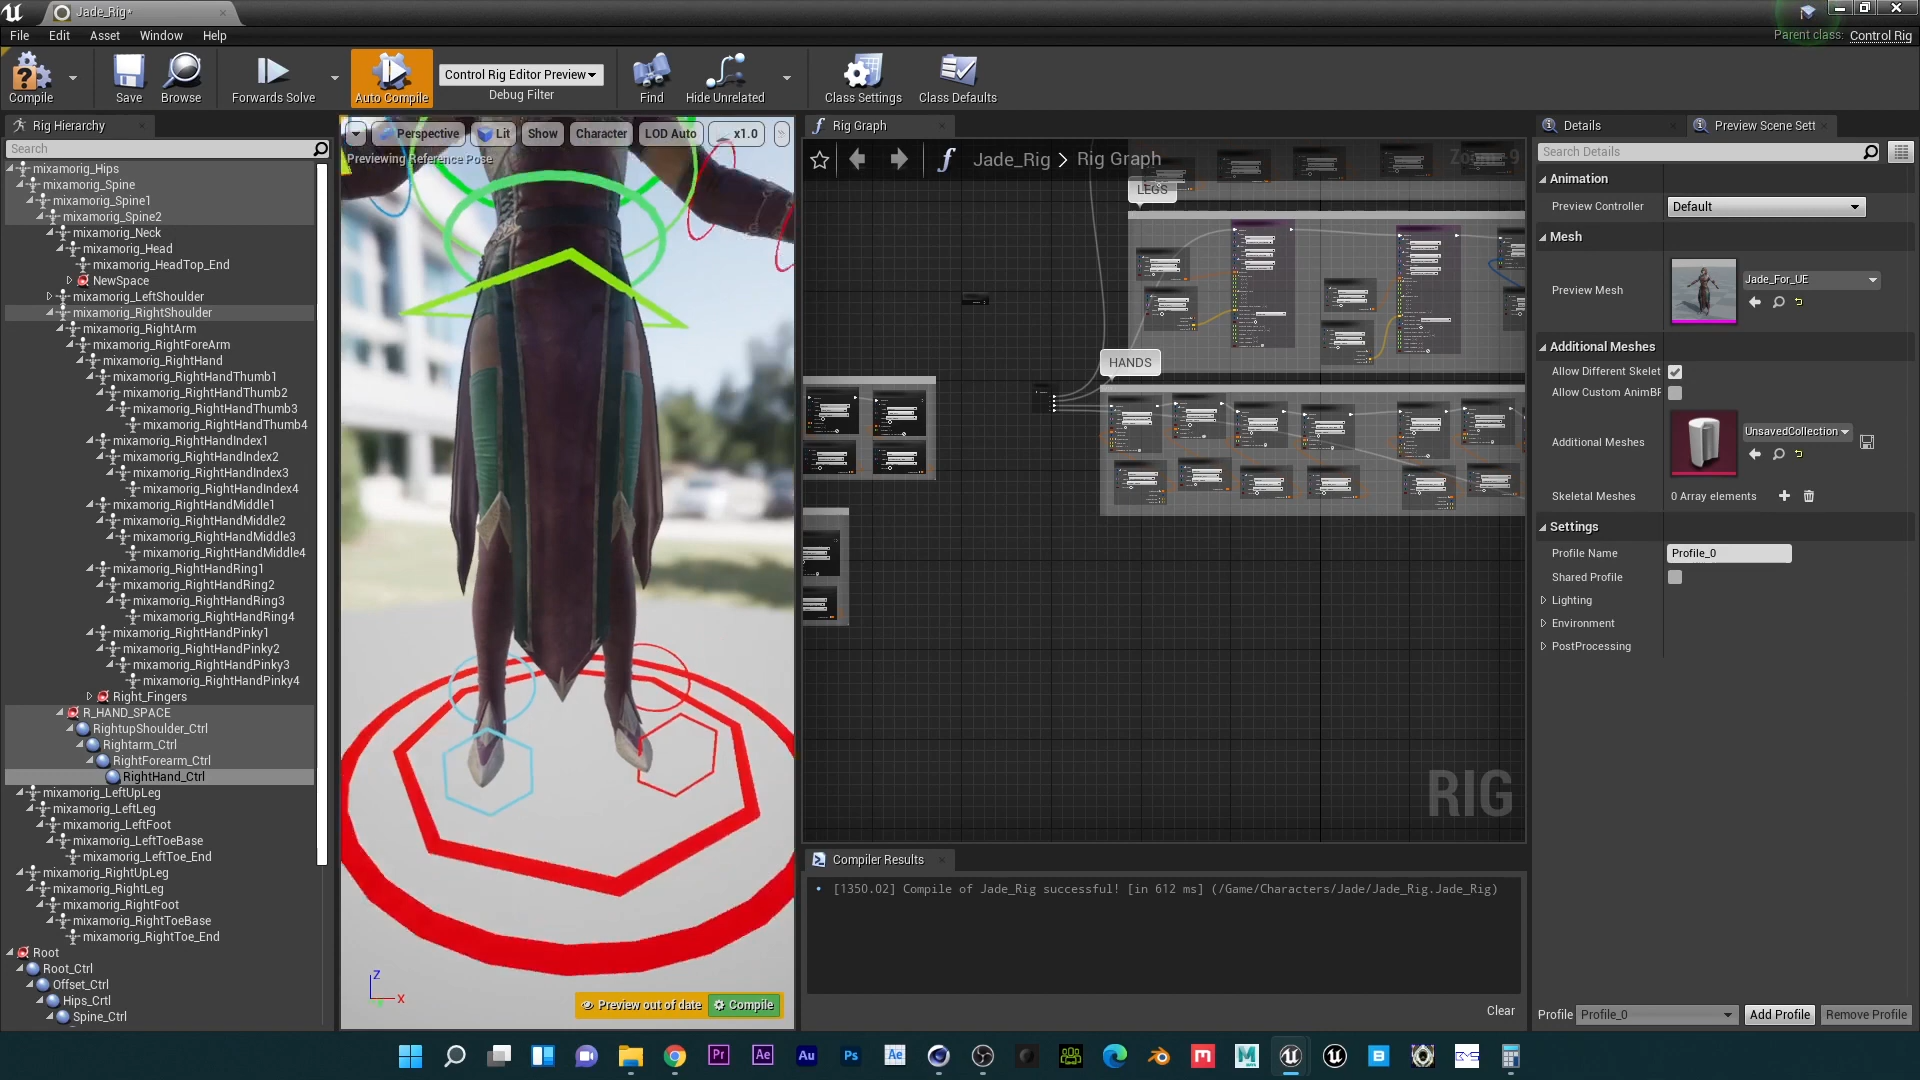 Jade_Rig*
File Edit Asset Window Help
Parent class: Control Rig
Compile
Save
Browse
Forwards Solve
Auto Compile
Control Rig Editor Preview
Debug Filter
Find
Hide Unrelated
Class Settings
Class Defaults
Rig Hierarchy
Search
mixamorig_Hips
mixamorig_Spine
mixamorig_Spine1
mixamorig_Spine2
mixamorig_Neck
mixamorig_Head
mixamorig_HeadTop_End
NewSpace
mixamorig_LeftShoulder
mixamorig_RightShoulder
mixamorig_RightArm
mixamorig_RightForeArm
mixamorig_RightHand
mixamorig_RightHandThumb1
mixamorig_RightHandThumb2
mixamorig_RightHandThumb3
mixamorig_RightHandThumb4
mixamorig_RightHandIndex1
mixamorig_RightHandIndex2
mixamorig_RightHandIndex3
mixamorig_RightHandIndex4
mixamorig_RightHandMiddle1
mixamorig_RightHandMiddle2
mixamorig_RightHandMiddle3
mixamorig_RightHandMiddle4
mixamorig_RightHandRing1
mixamorig_RightHandRing2
mixamorig_RightHandRing3
mixamorig_RightHandRing4
mixamorig_RightHandPinky1
mixamorig_RightHandPinky2
mixamorig_RightHandPinky3
mixamorig_RightHandPinky4
Right_Fingers
R_HAND_SPACE
RightupShoulder_Ctrl
Rightarm_Ctrl
RightForearm_Ctrl
RightHand_Ctrl
mixamorig_LeftUpLeg
mixamorig_LeftLeg
mixamorig_LeftFoot
mixamorig_LeftToeBase
mixamorig_LeftToe_End
mixamorig_RightUpLeg
mixamorig_RightLeg
mixamorig_RightFoot
mixamorig_RightToeBase
mixamorig_RightToe_End
Root
Root_Ctrl
Offset_Ctrl
Hips_Crtl
Spine_Ctrl
Perspective Lit Show Character LOD Auto x1.0
Previewing Reference Pose
Z
X
Preview out of date Compile
Rig Graph
Jade_Rig > Rig Graph
Zoom -9
LEGS
HANDS
RIG
Compiler Results
[1350.02] Compile of Jade_Rig successful! [in 612 ms] (/Game/Characters/Jade/Jade_Rig.Jade_Rig)
Clear
Details
Preview Scene Sett
Search Details
Animation
Preview Controller Default
Mesh
Preview Mesh Jade_For_UE
Additional Meshes
Allow Different Skelet
Allow Custom AnimBF
Additional Meshes UnsavedCollection
Skeletal Meshes 0 Array elements
Settings
Profile Name Profile_0
Shared Profile
Lighting
Environment
PostProcessing
Profile Profile_0 Add Profile Remove Profile
Pr Ae Au Ps Ae